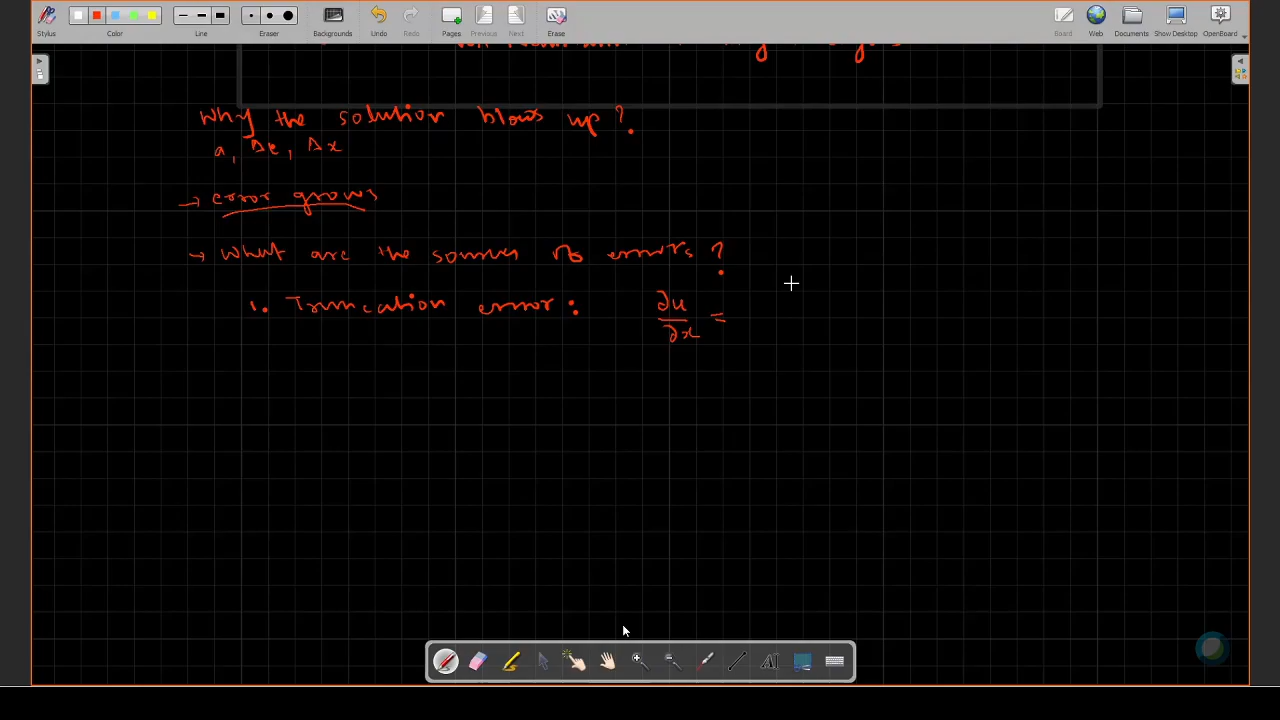 Stylus Color Line Eraser Backgrounds Undo Redo Pages Previous Next Erase Board Web Documents Show Desktop OpenBoard
Why the solution blows up?
a, Δt, Δx
→ error grows
→ What are the sources of errors?
1. Truncation error: ∂u/∂x =